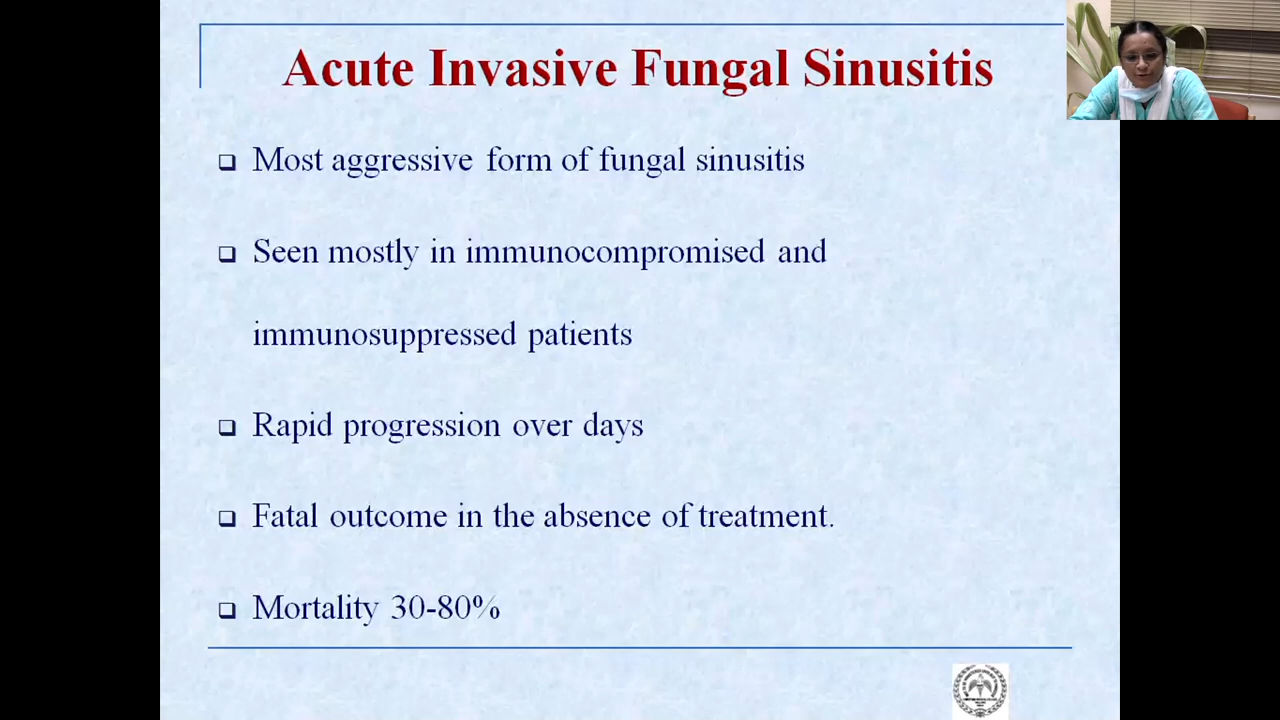 Acute Invasive Fungal Sinusitis
Most aggressive form of fungal sinusitis
Seen mostly in immunocompromised and
immunosuppressed patients
Rapid progression over days
Fatal outcome in the absence of treatment.
Mortality 30-80%